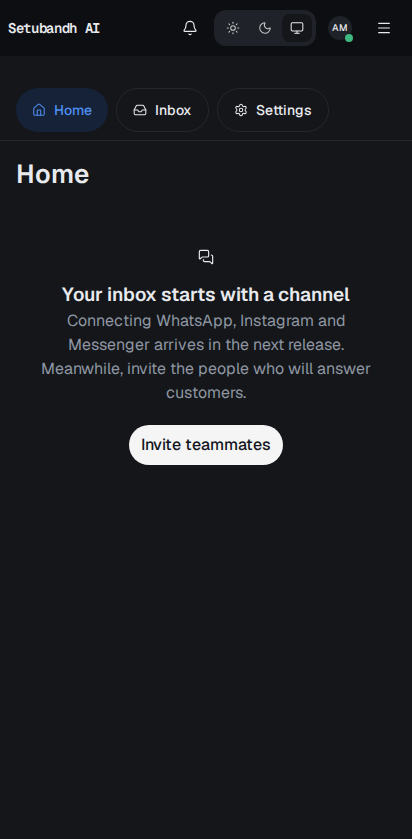 Setubandh AI
AM
Home
Inbox
Settings
Home
Your inbox starts with a channel
Connecting WhatsApp, Instagram and
Messenger arrives in the next release.
Meanwhile, invite the people who will answer
customers.
Invite teammates